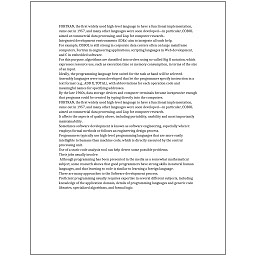 FORTRAN, the first widely used high-level language to have a functional implementation,
came out in 1957, and many other languages were soon developed—in particular, COBOL
aimed at commercial data processing, and Lisp for computer research.
Integrated development environments (IDEs) aim to integrate all such help.
For example, COBOL is still strong in corporate data centers often on large mainframe
computers, Fortran in engineering applications, scripting languages in Web development,
and C in embedded software.
For this purpose, algorithms are classified into orders using so-called Big O notation, which
expresses resource use, such as execution time or memory consumption, in terms of the size
of an input.
Ideally, the programming language best suited for the task at hand will be selected.
Assembly languages were soon developed that let the programmer specify instruction in a
text format (e.g., ADD X, TOTAL), with abbreviations for each operation code and
meaningful names for specifying addresses.
By the late 1960s, data storage devices and computer terminals became inexpensive enough
that programs could be created by typing directly into the computers.
FORTRAN, the first widely used high-level language to have a functional implementation,
came out in 1957, and many other languages were soon developed—in particular, COBOL
aimed at commercial data processing, and Lisp for computer research.
It affects the aspects of quality above, including portability, usability and most importantly
maintainability.
Sometimes software development is known as software engineering, especially when it
employs formal methods or follows an engineering design process.
Programmers typically use high-level programming languages that are more easily
intelligible to humans than machine code, which is directly executed by the central
processing unit.
Use of a static code analysis tool can help detect some possible problems.
Their jobs usually involve:
Although programming has been presented in the media as a somewhat mathematical
subject, some research shows that good programmers have strong skills in natural human
languages, and that learning to code is similar to learning a foreign language.
There are many approaches to the Software development process.
Proficient programming usually requires expertise in several different subjects, including
knowledge of the application domain, details of programming languages and generic code
libraries, specialized algorithms, and formal logic.